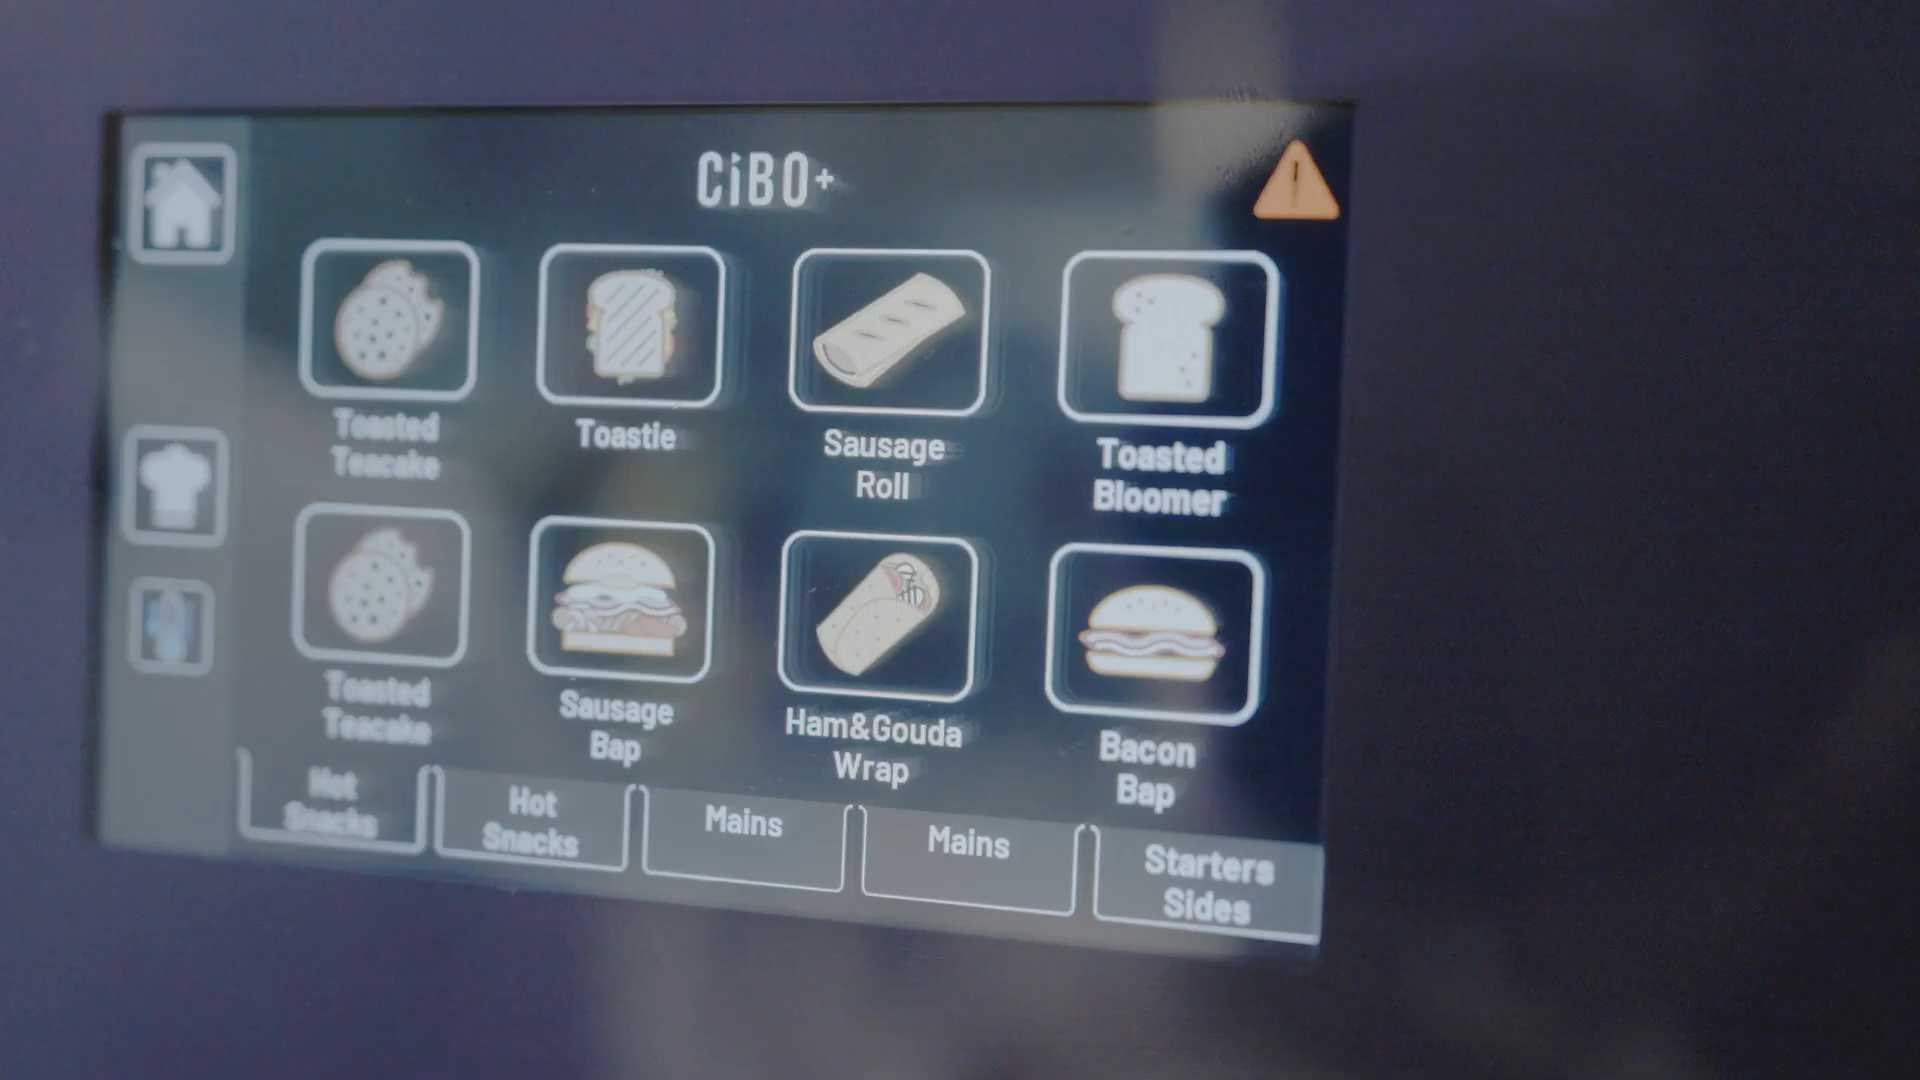 CiBO+
Toasted
Teacake
Toastie
Sausage
Roll
Toasted
Bloomer
Toasted
Teacake
Sausage
Bap
Ham&Gouda
Wrap
Bacon
Bap
Hot
Snacks
Hot
Snacks
Mains
Mains
Starters
Sides